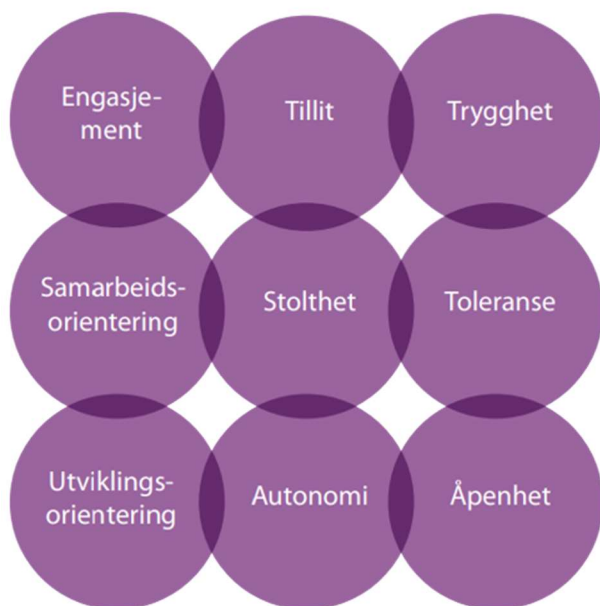 Engasje-
ment
Tillit
Trygghet
Samarbeids-
orientering
Stolthet
Toleranse
Utviklings-
orientering
Autonomi
Åpenhet